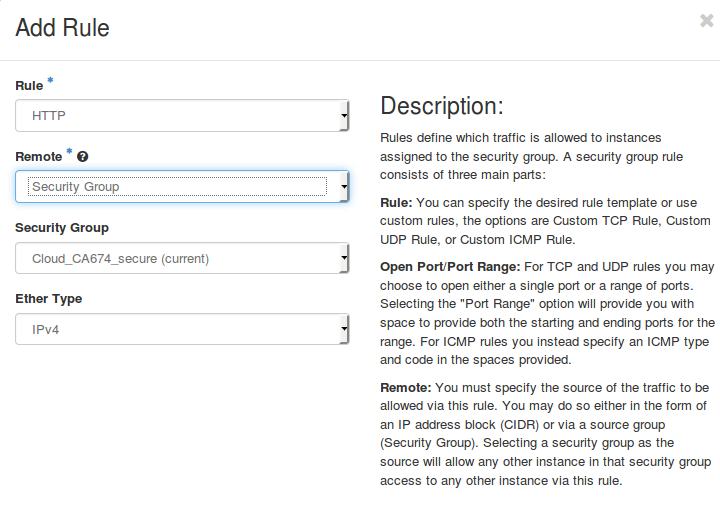 Add Rule
×
Rule *
HTTP
Remote * ?
Security Group
Security Group
Cloud_CA674_secure (current)
Ether Type
IPv4
Description:
Rules define which traffic is allowed to instances
assigned to the security group. A security group rule
consists of three main parts:
Rule: You can specify the desired rule template or use
custom rules, the options are Custom TCP Rule, Custom
UDP Rule, or Custom ICMP Rule.
Open Port/Port Range: For TCP and UDP rules you may
choose to open either a single port or a range of ports.
Selecting the "Port Range" option will provide you with
space to provide both the starting and ending ports for the
range. For ICMP rules you instead specify an ICMP type
and code in the spaces provided.
Remote: You must specify the source of the traffic to be
allowed via this rule. You may do so either in the form of
an IP address block (CIDR) or via a source group
(Security Group). Selecting a security group as the
source will allow any other instance in that security group
access to any other instance via this rule.